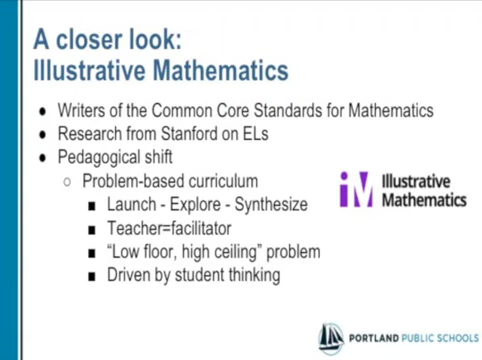 A closer look:
Illustrative Mathematics
● Writers of the Common Core Standards for Mathematics
● Research from Stanford on ELs
● Pedagogical shift
○ Problem-based curriculum
■ Launch - Explore - Synthesize
■ Teacher=facilitator
■ “Low floor, high ceiling” problem
■ Driven by student thinking
iM Illustrative
Mathematics
PORTLAND PUBLIC SCHOOLS